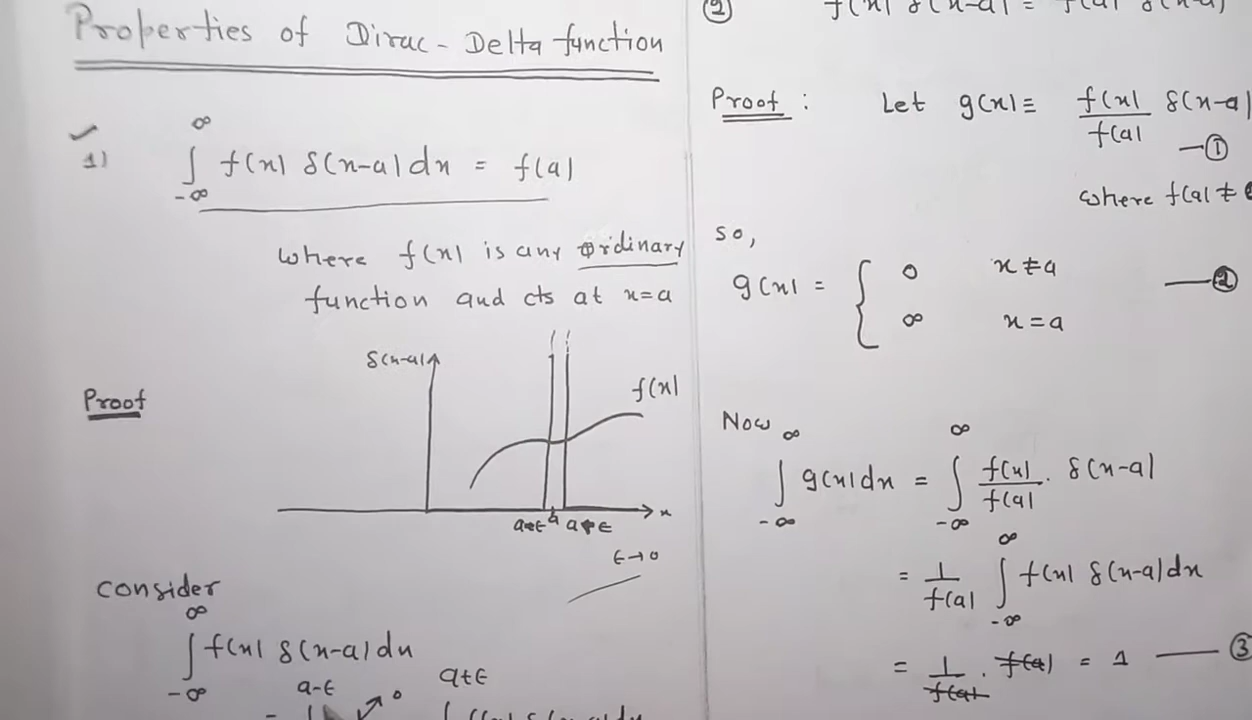 Properties of Dirac-Delta function
1) ∫_{-∞}^{∞} f(x) δ(x-a) dx = f(a)
where f(x) is any ordinary
function and cts at x=a
Proof
δ(x-a)
f(x)
a-ϵ a a+ϵ x
ϵ→0
consider
∫_{-∞}^{∞} f(x) δ(x-a) dx
a-ϵ 0 a+ϵ
② f(x) δ(x-a) = f(a) δ(x-a)
Proof : Let g(x) ≡ f(x)/f(a) δ(x-a)
—①
where f(a) ≠
so,
g(x) = { 0 x≠a —②
∞ x=a
Now
∫_{-∞}^{∞} g(x)dx = ∫_{-∞}^{∞} f(x)/f(a) . δ(x-a)
= 1/f(a) ∫_{-∞}^{∞} f(x) δ(x-a)dx
= 1/f(a) . f(a) = 1 —③